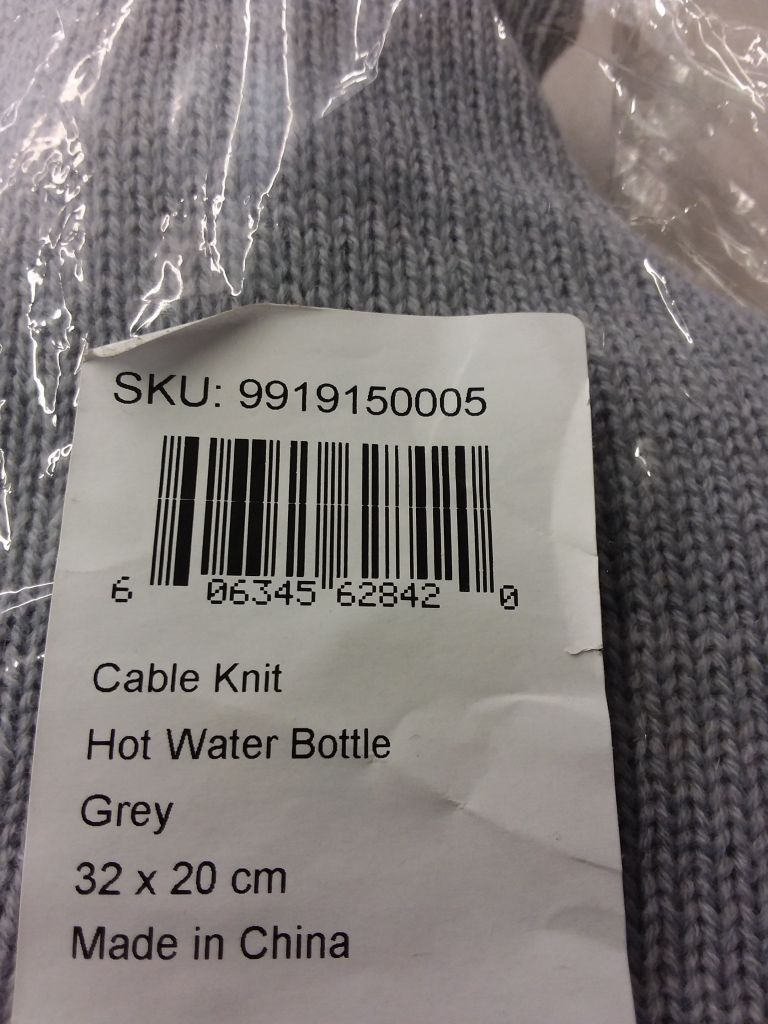 SKU: 9919150005
6 06345 62842 0
Cable Knit
Hot Water Bottle
Grey
32 x 20 cm
Made in China